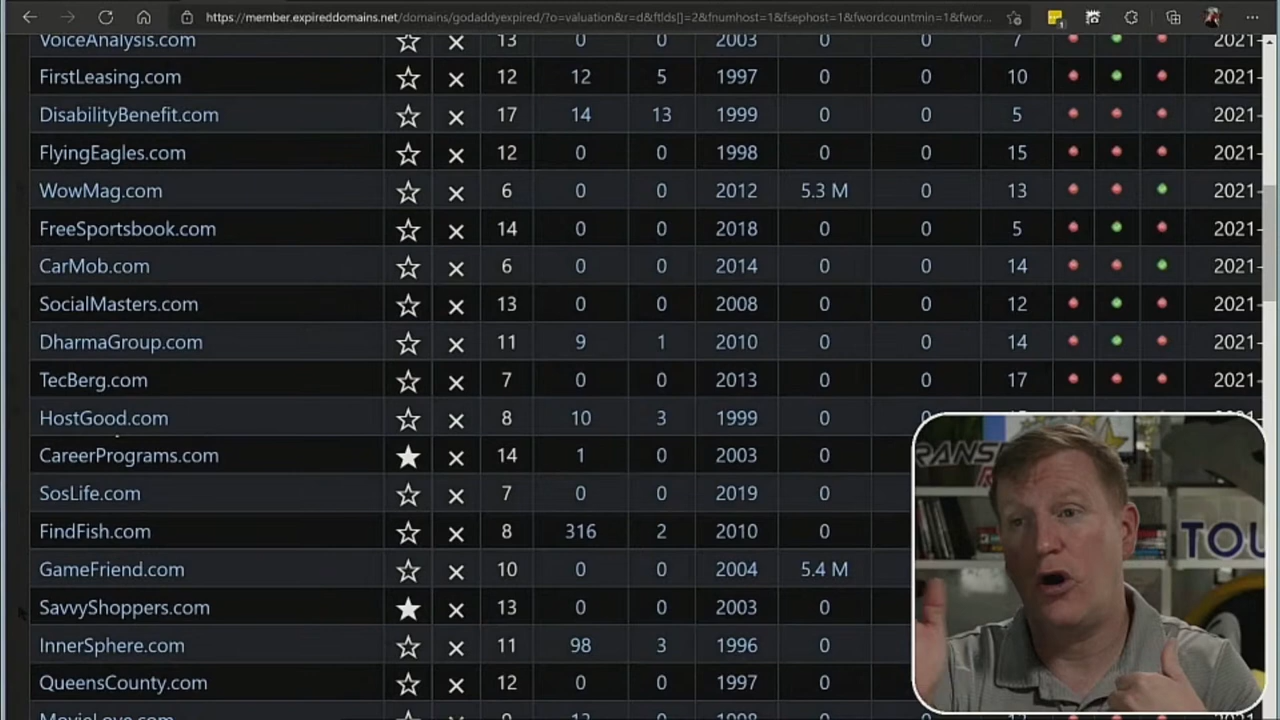 https://member.expireddomains.net/domains/godaddyexpired/?o=valuation&r=d&ftlds[]=2&fnumhost=1&fsephost=1&fwordcountmin=1&fwor...
VoiceAnalysis.com 13 0 0 2003 0 0 7 2021-
FirstLeasing.com 12 12 5 1997 0 0 10 2021-
DisabilityBenefit.com 17 14 13 1999 0 0 5 2021-
FlyingEagles.com 12 0 0 1998 0 0 15 2021-
WowMag.com 6 0 0 2012 5.3 M 0 13 2021-
FreeSportsbook.com 14 0 0 2018 0 0 5 2021-
CarMob.com 6 0 0 2014 0 0 14 2021-
SocialMasters.com 13 0 0 2008 0 0 12 2021-
DharmaGroup.com 11 9 1 2010 0 0 14 2021-
TecBerg.com 7 0 0 2013 0 0 17 2021-
HostGood.com 8 10 3 1999 0 0
CareerPrograms.com 14 1 0 2003 0
SosLife.com 7 0 0 2019 0
FindFish.com 8 316 2 2010 0
GameFriend.com 10 0 0 2004 5.4 M
SavvyShoppers.com 13 0 0 2003 0
InnerSphere.com 11 98 3 1996 0
QueensCounty.com 12 0 0 1997 0
MovieLove.com
TOU